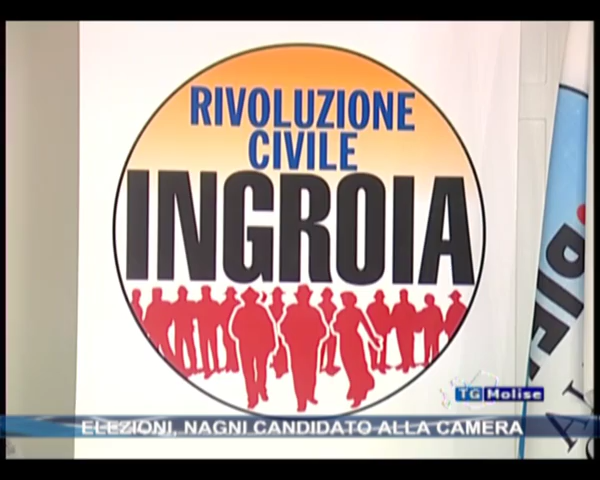 RIVOLUZIONE
CIVILE
INGROIA
TG Molise
ELEZIONI, NAGNI CANDIDATO ALLA CAMERA